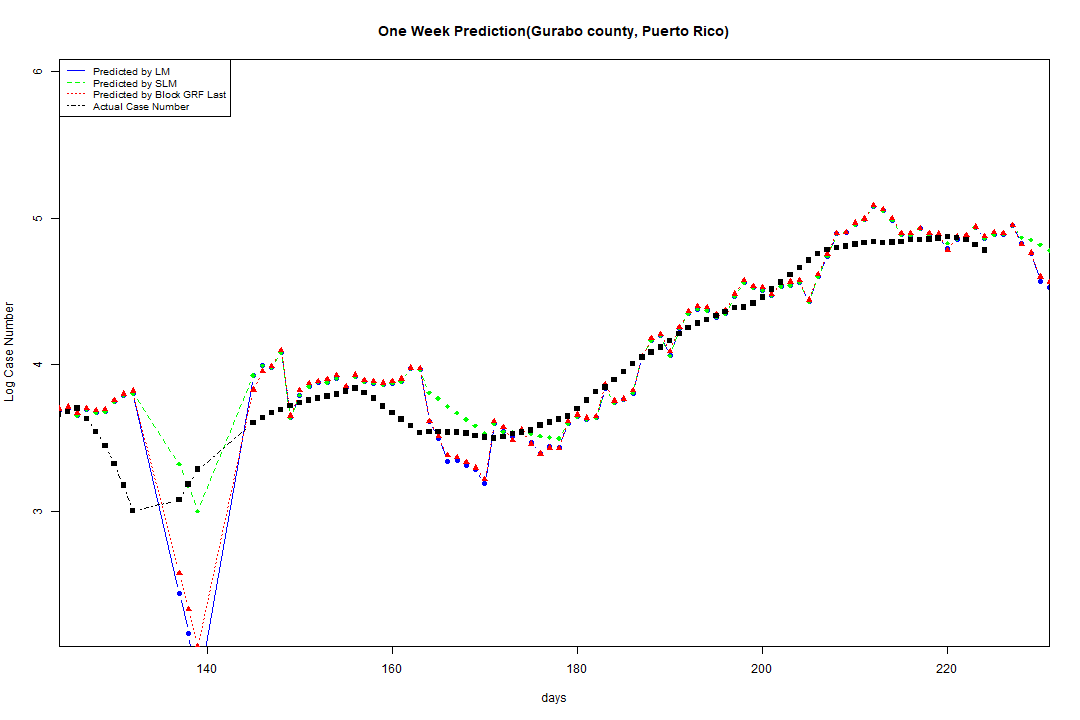 One Week Prediction(Gurabo county, Puerto Rico)
Predicted by LM
Predicted by SLM
Predicted by Block GRF Last
Actual Case Number
6
5
4
3
Log Case Number
140 160 180 200 220
days